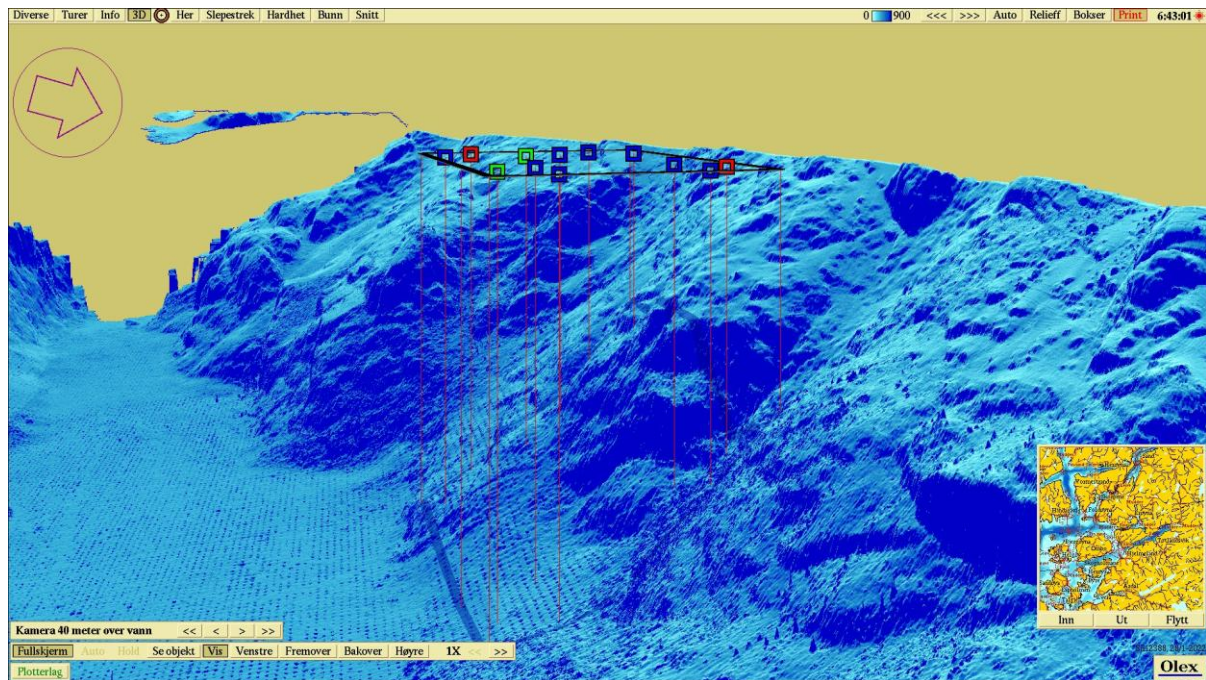 Diverse Turer Info 3D Her Slepestrek Hardhet Bunn Snitt 0 900 <<< >>> Auto Relieff Bokser Print 6:43:01
Inn Ut Flytt
Kamera 40 meter over vann << < > >>
Fullskjerm Auto Hold Se objekt Vis Venstre Fremover Bakover Høyre 1X << >>
Plotterlag
Olex